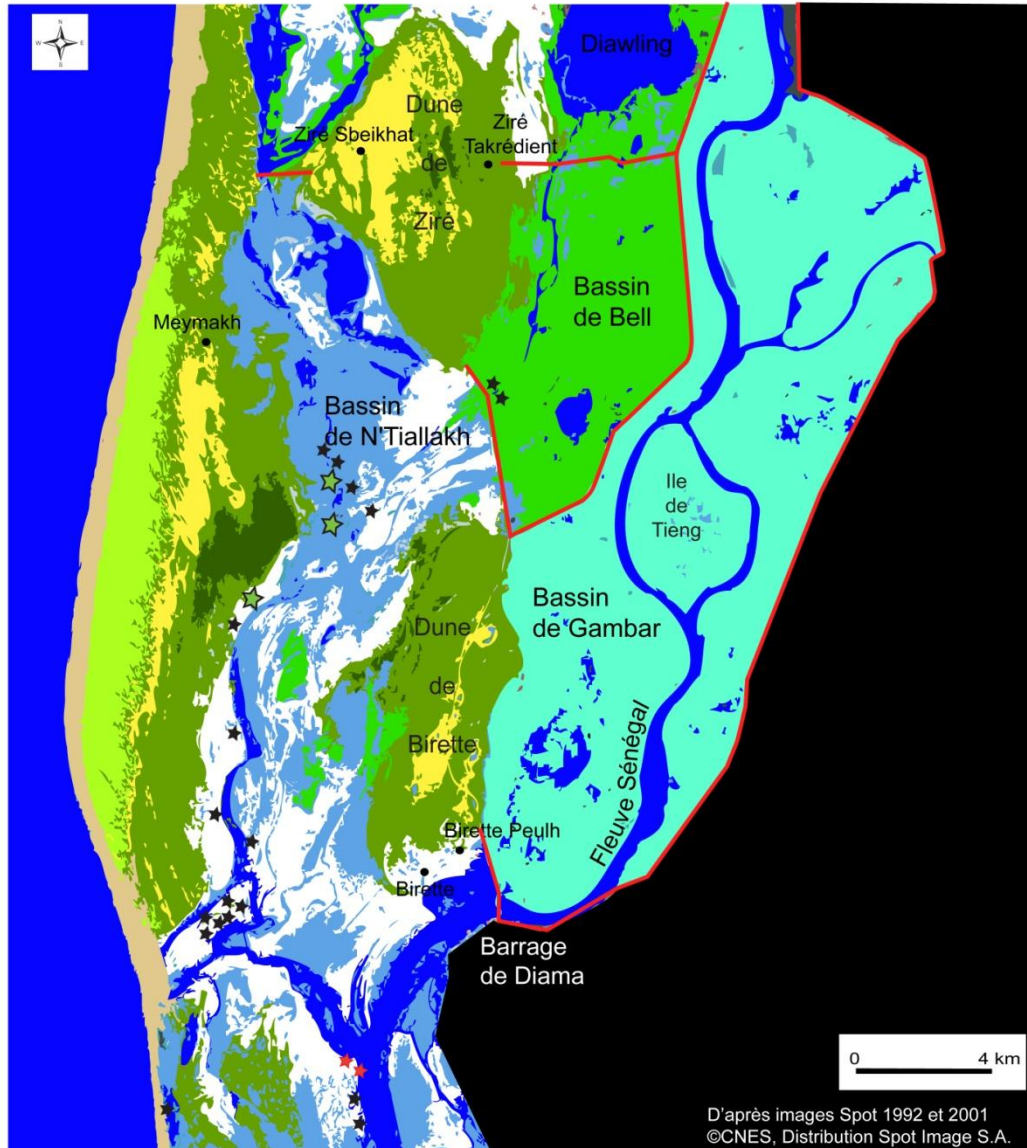 N
W E
Diawling
Dune
de
Ziré
Ziré Sbeikhat
Ziré
Takrédient
Meymakh
Bassin
de Bell
Bassin
de N'Tiallakh
Ile
de
Tieng
Bassin
de Gambar
Dune
de
Birette
Fleuve Sénégal
Birette Peulh
Birette
Barrage
de Diama
0 4 km
D'après images Spot 1992 et 2001
©CNES, Distribution Spot Image S.A.